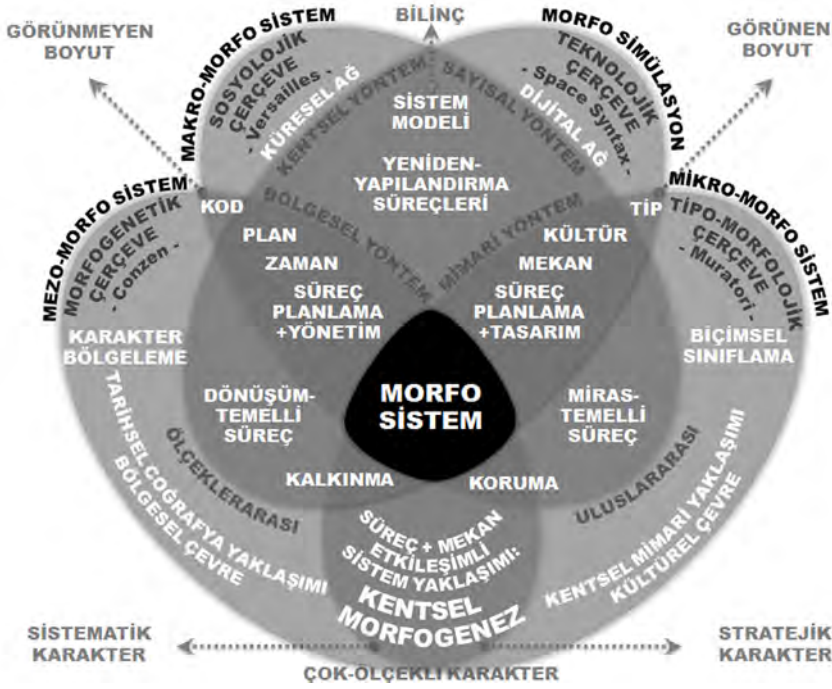 BİLİNÇ
GÖRÜNMEYEN
BOYUT
GÖRÜNEN
BOYUT
MAKRO-MORFO SİSTEM
SOSYOLOJİK
ÇERÇEVE
- Versailles -
KÜRESEL AĞ
KENTSEL YÖNTEM
MORFO SİMÜLASYON
TEKNOLOJİK
ÇERÇEVE
- Space Syntax -
DİJİTAL AĞ
SAYISAL YÖNTEM
SİSTEM
MODELİ
YENİDEN-
YAPILANDIRMA
SÜREÇLERİ
MEZO-MORFO SİSTEM
MORFOGENETİK
ÇERÇEVE
- Conzen -
KARAKTER
BÖLGELEME
MİKRO-MORFO SİSTEM
TİPO-MORFOLOJİK
ÇERÇEVE
- Muratori -
BİÇİMSEL
SINIFLAMA
KOD
BÖLGESEL YÖNTEM
PLAN
ZAMAN
SÜREÇ
PLANLAMA
+YÖNETİM
TİP
MİMARİ YÖNTEM
KÜLTÜR
MEKAN
SÜREÇ
PLANLAMA
+TASARIM
MORFO
SİSTEM
DÖNÜŞÜM-
TEMELLİ
SÜREÇ
MİRAS-
TEMELLİ
SÜREÇ
KALKINMA
KORUMA
ÖLÇEKLERARASI
ULUSLARARASI
TARİHSEL COĞRAFYA YAKLAŞIMI
BÖLGESEL ÇEVRE
KENTSEL MİMARİ YAKLAŞIMI
KÜLTÜREL ÇEVRE
SÜREÇ + MEKAN
ETKİLEŞİMLİ
SİSTEM YAKLAŞIMI:
KENTSEL
MORFOGENEZ
SİSTEMATİK
KARAKTER
STRATEJİK
KARAKTER
ÇOK-ÖLÇEKLİ KARAKTER